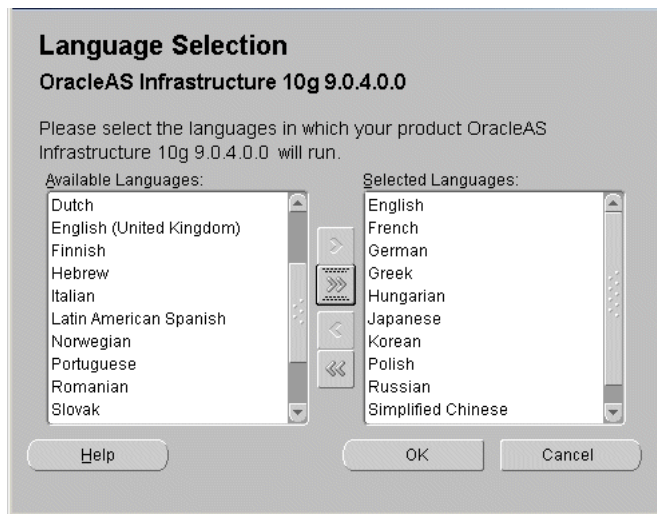 Language Selection
OracleAS Infrastructure 10g 9.0.4.0.0
Please select the languages in which your product OracleAS
Infrastructure 10g 9.0.4.0.0 will run.
Available Languages:
Dutch
English (United Kingdom)
Finnish
Hebrew
Italian
Latin American Spanish
Norwegian
Portuguese
Romanian
Slovak
Selected Languages:
English
French
German
Greek
Hungarian
Japanese
Korean
Polish
Russian
Simplified Chinese
Help
OK
Cancel